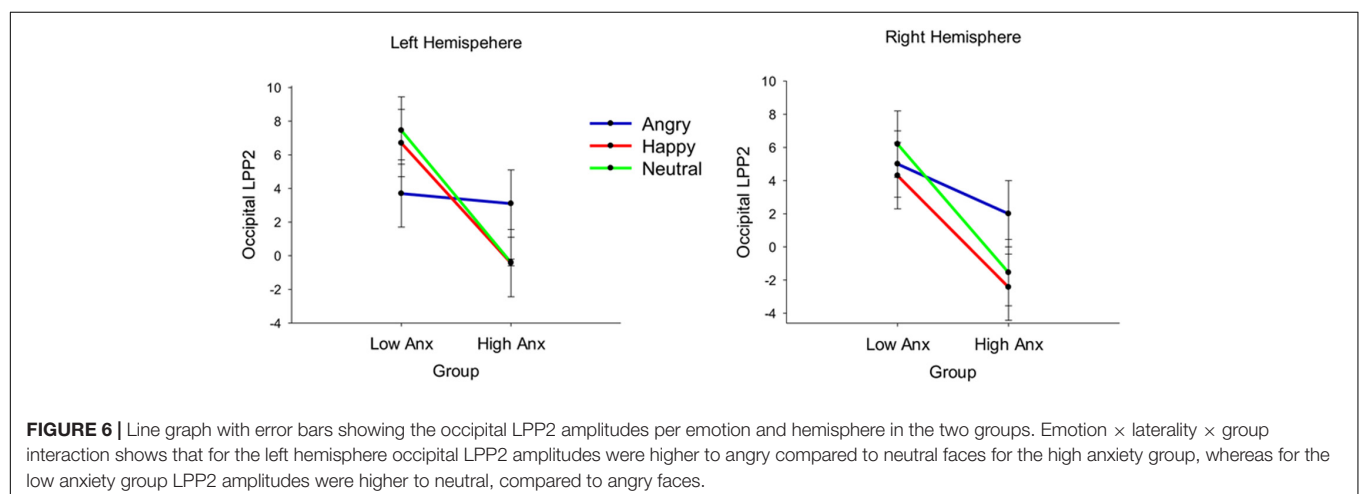 Left Hemispehere
Right Hemisphere
10
8
6
4
2
0
-2
-4
Occipital LPP2
Low Anx
High Anx
Group
Angry
Happy
Neutral
10
8
6
4
2
0
-2
-4
Occipital LPP2
Low Anx
High Anx
Group
FIGURE 6 | Line graph with error bars showing the occipital LPP2 amplitudes per emotion and hemisphere in the two groups. Emotion × laterality × group
interaction shows that for the left hemisphere occipital LPP2 amplitudes were higher to angry compared to neutral faces for the high anxiety group, whereas for the
low anxiety group LPP2 amplitudes were higher to neutral, compared to angry faces.